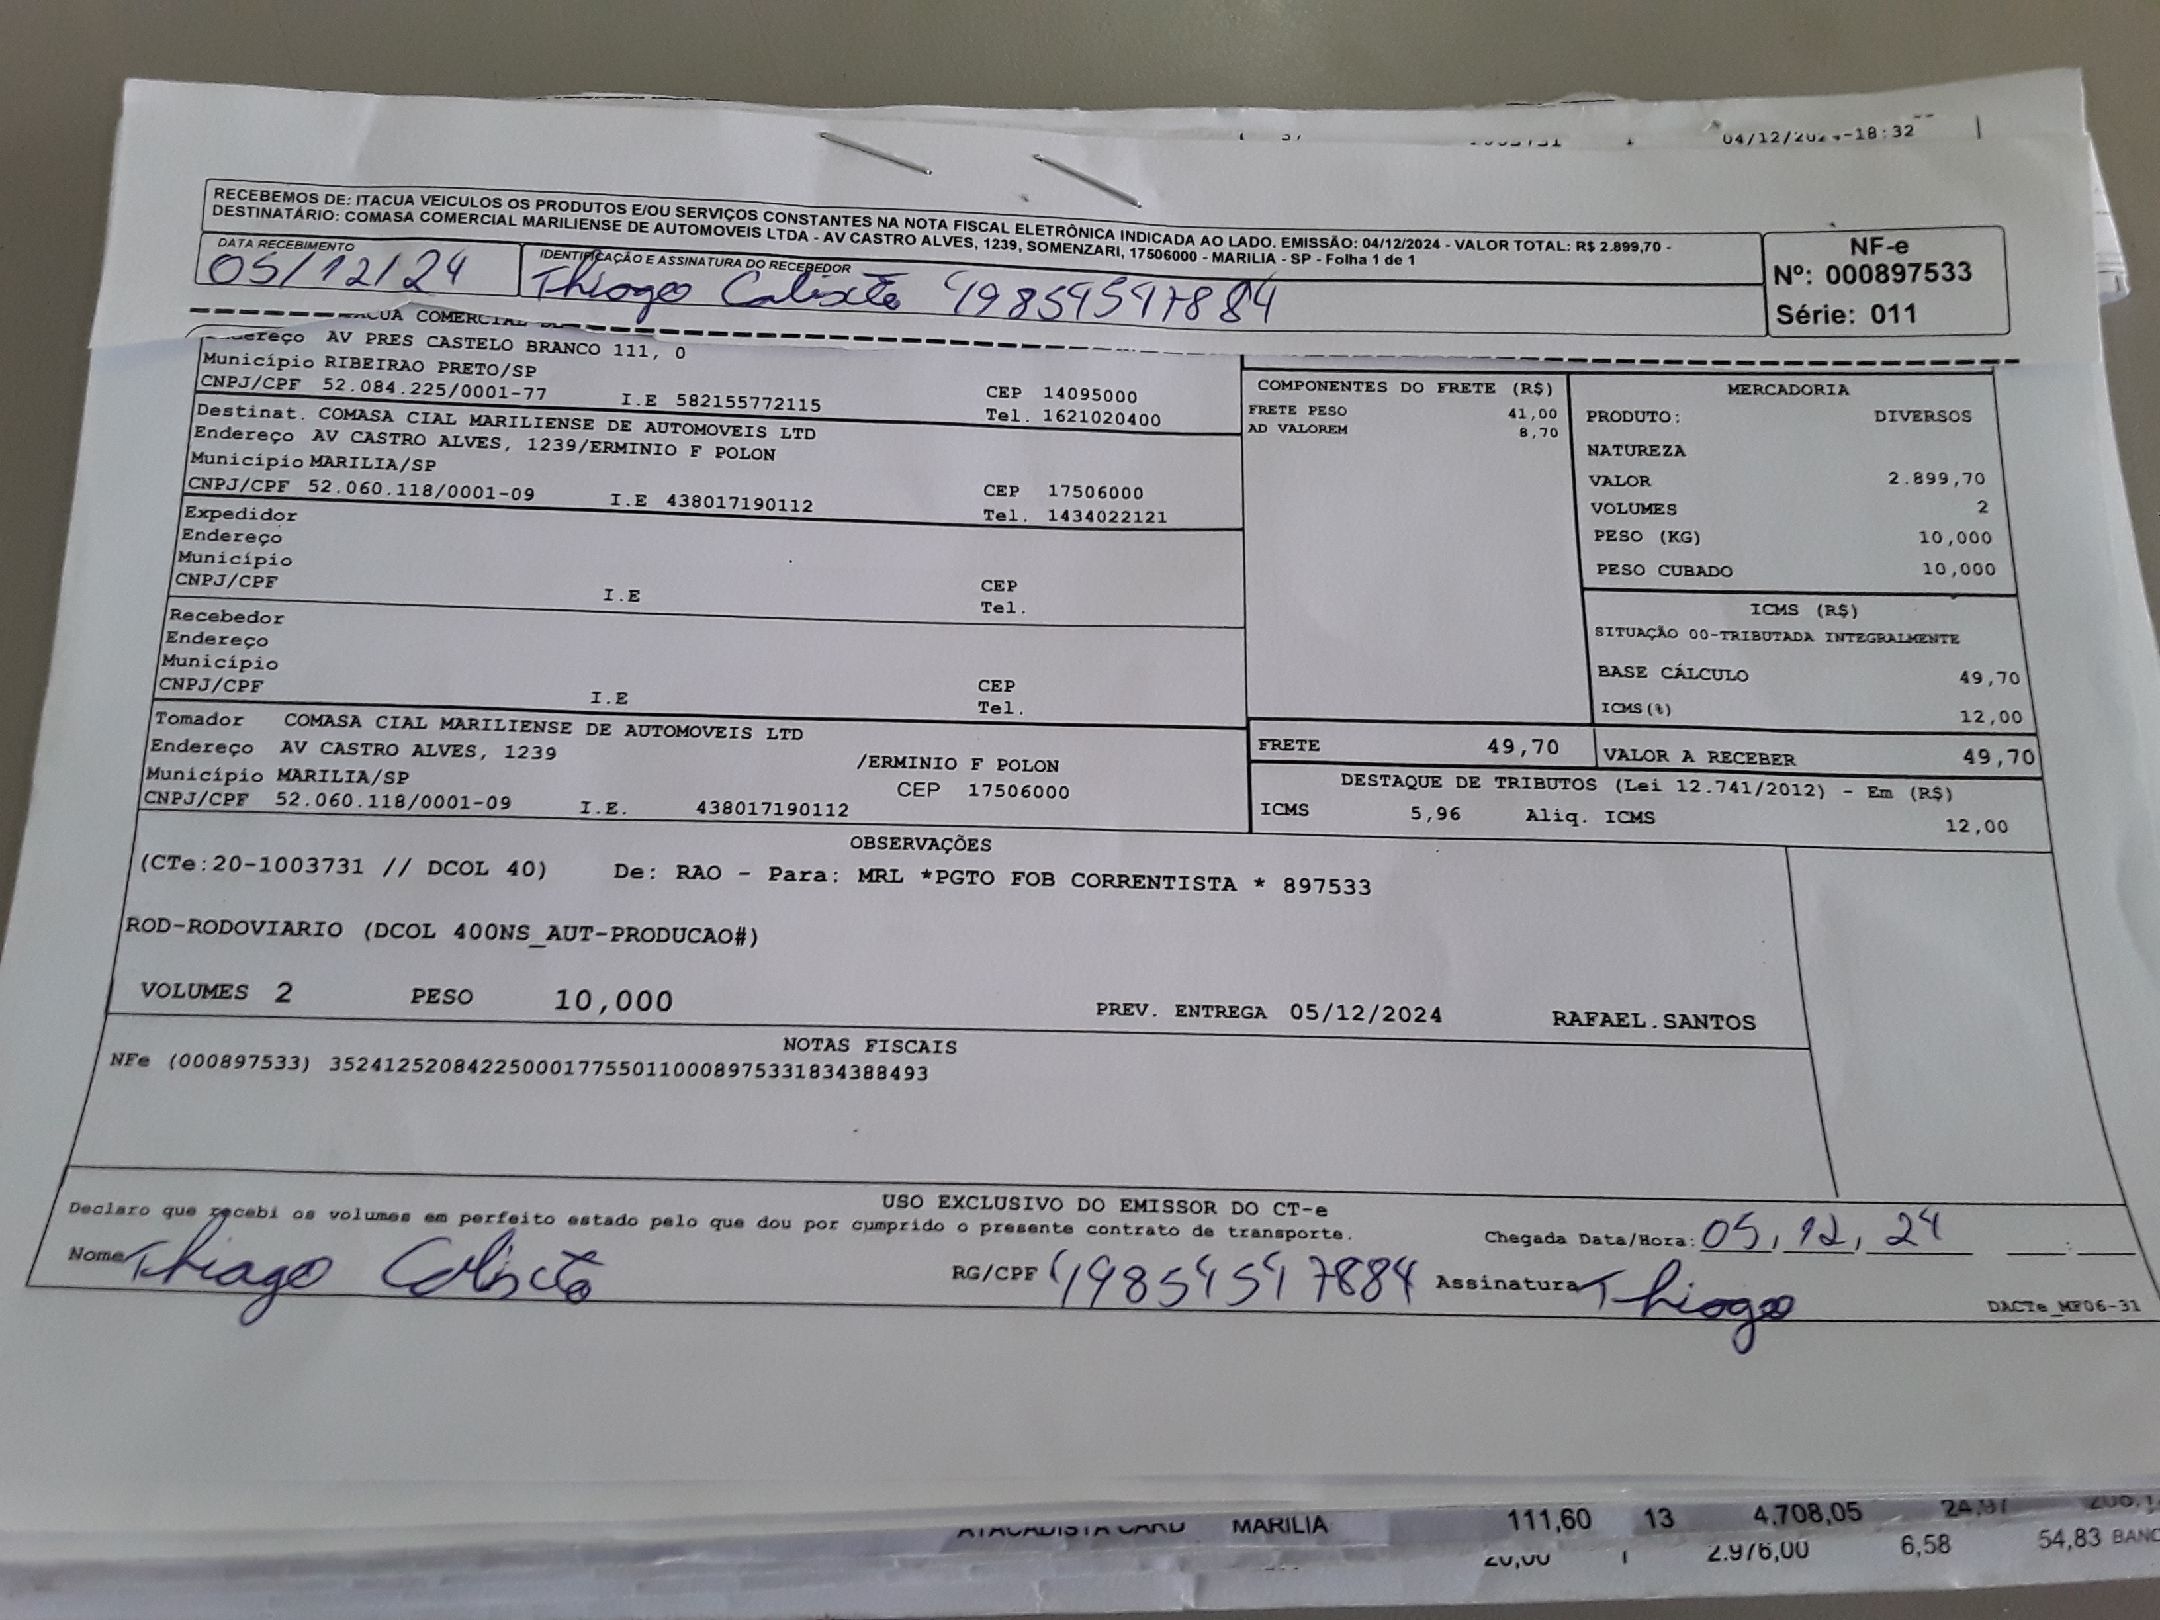 04/12/2024-18:32
RECEBEMOS DE: ITACUA VEICULOS OS PRODUTOS E/OU SERVIÇOS CONSTANTES NA NOTA FISCAL ELETRÔNICA INDICADA AO LADO. EMISSÃO: 04/12/2024 - VALOR TOTAL: R$ 2.899,70 -
DESTINATÁRIO: COMASA COMERCIAL MARILIENSE DE AUTOMOVEIS LTDA - AV CASTRO ALVES, 1239, SOMENZARI, 17506000 - MARILIA - SP - Folha 1 de 1
DATA RECEBIMENTO
05/12/24
IDENTIFICAÇÃO E ASSINATURA DO RECEBEDOR
Thiogo Calixto 49854547884
NF-e
Nº: 000897533
Série: 011
COMERCIAL
Endereço AV PRES CASTELO BRANCO 111, 0
Município RIBEIRAO PRETO/SP
CNPJ/CPF 52.084.225/0001-77 I.E 582155772115
CEP 14095000
Tel. 1621020400
Destinat. COMASA CIAL MARILIENSE DE AUTOMOVEIS LTD
Endereço AV CASTRO ALVES, 1239/ERMINIO F POLON
Município MARILIA/SP
CNPJ/CPF 52.060.118/0001-09 I.E 438017190112
CEP 17506000
Tel. 1434022121
Expedidor
Endereço
Município
CNPJ/CPF I.E
CEP
Tel.
Recebedor
Endereço
Município
CNPJ/CPF I.E
CEP
Tel.
Tomador COMASA CIAL MARILIENSE DE AUTOMOVEIS LTD
Endereço AV CASTRO ALVES, 1239 /ERMINIO F POLON
Município MARILIA/SP CEP 17506000
CNPJ/CPF 52.060.118/0001-09 I.E. 438017190112
COMPONENTES DO FRETE (R$)
FRETE PESO 41,00
AD VALOREM 8,70
MERCADORIA
PRODUTO: DIVERSOS
NATUREZA
VALOR 2.899,70
VOLUMES 2
PESO (KG) 10,000
PESO CUBADO 10,000
ICMS (R$)
SITUAÇÃO 00-TRIBUTADA INTEGRALMENTE
BASE CÁLCULO 49,70
ICMS(%) 12,00
FRETE 49,70
VALOR A RECEBER 49,70
DESTAQUE DE TRIBUTOS (Lei 12.741/2012) - Em (R$)
ICMS 5,96 Aliq. ICMS 12,00
OBSERVAÇÕES
(CTe:20-1003731 // DCOL 40) De: RAO - Para: MRL *PGTO FOB CORRENTISTA * 897533
ROD-RODOVIARIO (DCOL 400NS_AUT-PRODUCAO#)
VOLUMES 2 PESO 10,000 PREV. ENTREGA 05/12/2024 RAFAEL.SANTOS
NOTAS FISCAIS
NFe (000897533) 35241252084225000177550110008975331834388493
USO EXCLUSIVO DO EMISSOR DO CT-e
Declaro que recebi os volumes em perfeito estado pelo que dou por cumprido o presente contrato de transporte.
Chegada Data/Hora: 05, 12, 24 __:__
Nome Thiago Calixto RG/CPF 49854547884 Assinatura Thiogo
DACTe_MF06-31
ATACADISTA CARD MARILIA 111,60 13 4.708,05 24,97
20,00 1 2.976,00 6,58 54,83